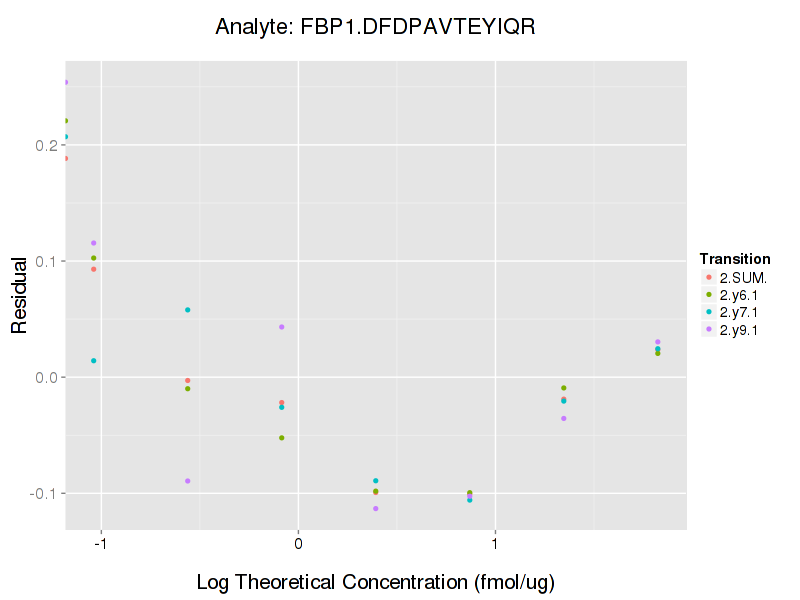 Analyte: FBP1.DFDPAVTEYIQR
Residual
0.2
0.1
0.0
-0.1
-1
0
1
Log Theoretical Concentration (fmol/ug)
Transition
2.SUM.
2.y6.1
2.y7.1
2.y9.1